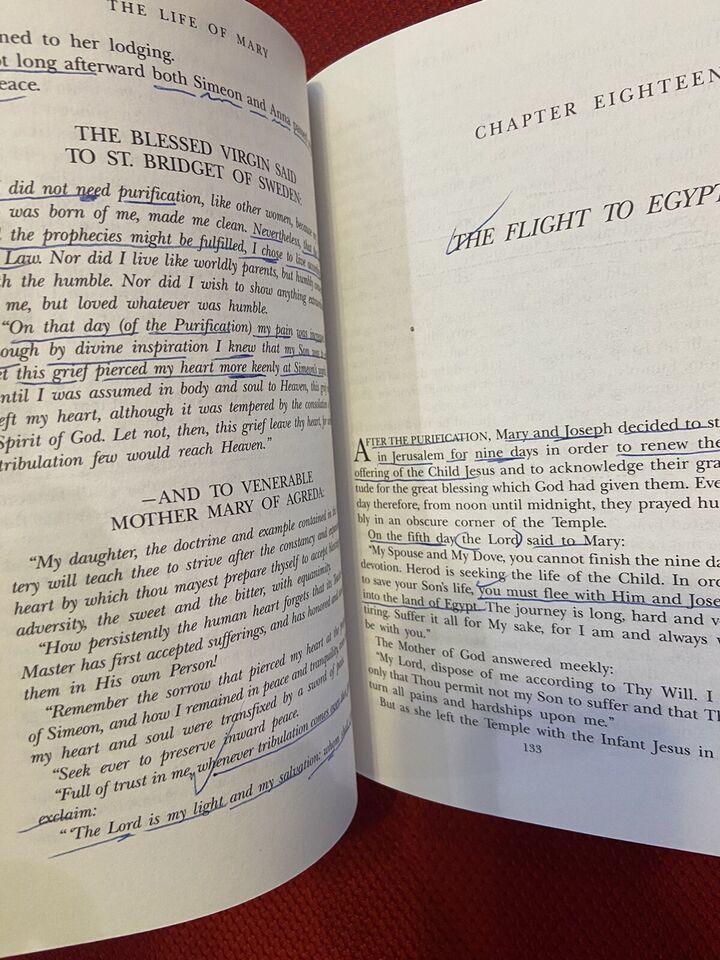 THE LIFE OF MARY
ned to her lodging.
long afterward both Simeon and Anna
eace.
THE BLESSED VIRGIN SAID
TO ST. BRIDGET OF SWEDEN:
did not need purification, like other women, because
was born of me, made me clean. Nevertheless, that
the prophecies might be fulfilled, I chose to live
Law. Nor did I live like worldly parents, but humbly
the humble. Nor did I wish to show anything
me, but loved whatever was humble.
"On that day (of the Purification) my pain was
ough by divine inspiration I knew that my Son
this grief pierced my heart more keenly at Simeon's
until I was assumed in body and soul to Heaven, this
eft my heart, although it was tempered by the
Spirit of God. Let not, then, this grief leave thy heart, for
tribulation few would reach Heaven."
—AND TO VENERABLE
MOTHER MARY OF AGREDA:
"My daughter, the doctrine and example contained in
tery will teach thee to strive after the constancy and
heart by which thou mayest prepare thyself to accept
adversity, the sweet and the bitter, with equanimity.
"How persistently the human heart forgets that
Master has first accepted sufferings, and has honored and
them in His own Person!
"Remember the sorrow that pierced my heart at the
of Simeon, and how I remained in peace and tranquility,
my heart and soul were transfixed by a sword of pain.
"Seek ever to preserve inward peace.
"Full of trust in me, whenever tribulation comes
exclaim:
"'The Lord is my light and my salvation: whom
CHAPTER EIGHTEEN
THE FLIGHT TO EGYPT
AFTER THE PURIFICATION, Mary and Joseph decided to st
in Jerusalem for nine days in order to renew the
offering of the Child Jesus and to acknowledge their gra
tude for the great blessing which God had given them. Eve
day therefore, from noon until midnight, they prayed hu
bly in an obscure corner of the Temple.
On the fifth day (the Lord) said to Mary:
"My Spouse and My Dove, you cannot finish the nine da
devotion. Herod is seeking the life of the Child. In ord
to save your Son's life, you must flee with Him and Jose
into the land of Egypt. The journey is long, hard and
tiring. Suffer it all for My sake, for I am and always w
be with you."
The Mother of God answered meekly:
"My Lord, dispose of me according to Thy Will. I
only that Thou permit not my Son to suffer and that Th
turn all pains and hardships upon me."
But as she left the Temple with the Infant Jesus in
133